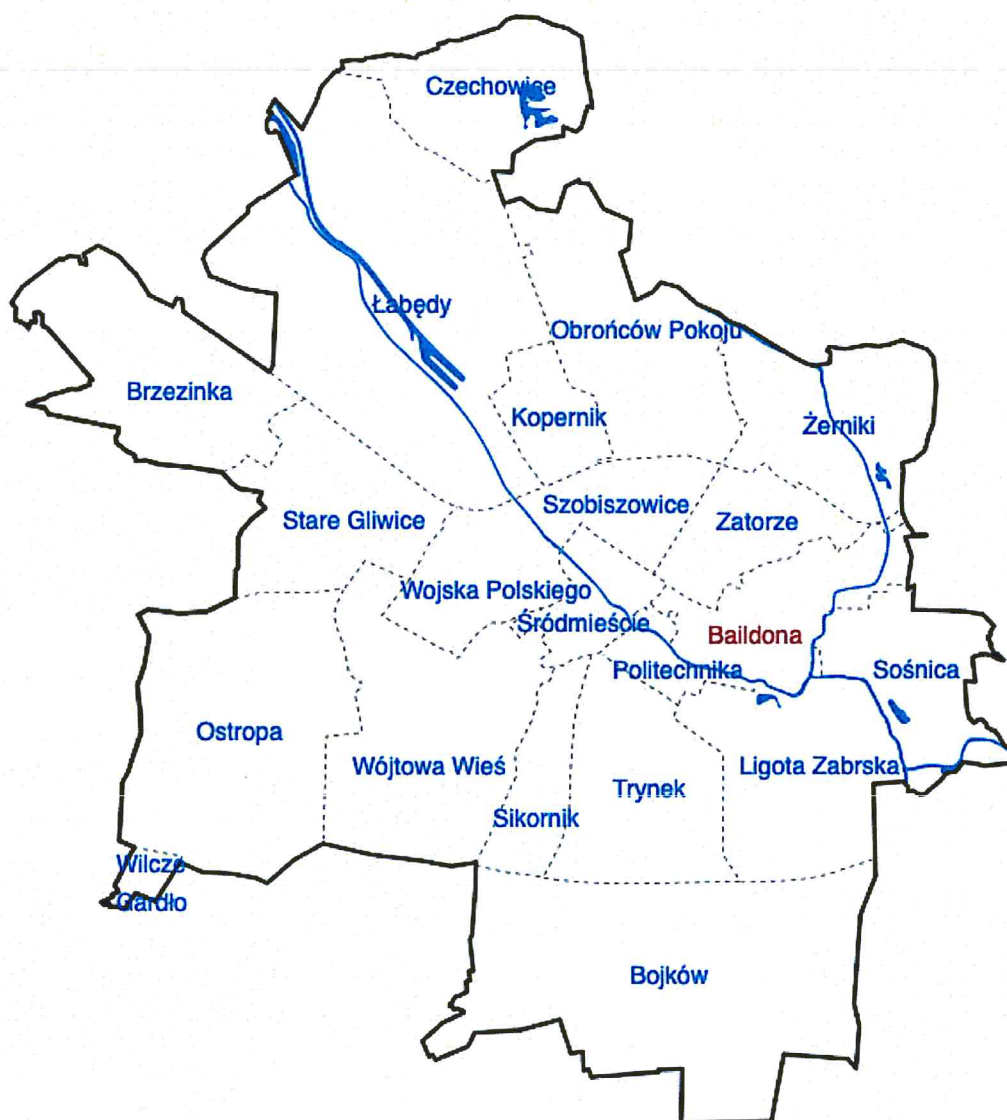 Czechowice
Łabędy
Obrońców Pokoju
Brzezinka
Kopernik
Żerniki
Szobiszowice
Stare Gliwice
Zatorze
Wojska Polskiego
Śródmieście
Baildona
Politechnika
Sośnica
Ostropa
Wójtowa Wieś
Ligota Zabrska
Trynek
Sikornik
Wilcze
Gardło
Bojków